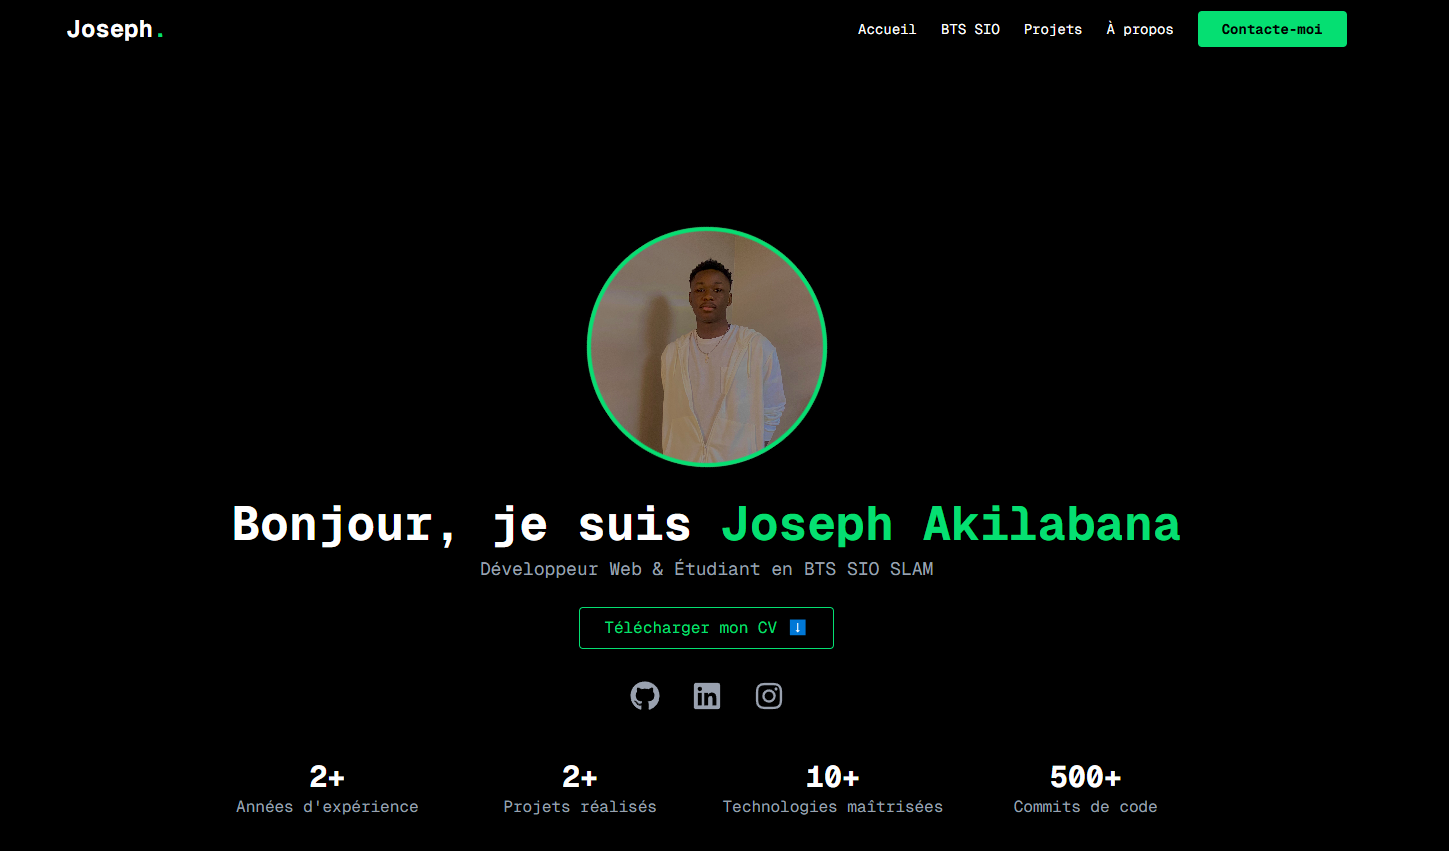 Joseph.
Accueil BTS SIO Projets À propos Contacte-moi
Bonjour, je suis Joseph Akilabana
Développeur Web & Étudiant en BTS SIO SLAM
Télécharger mon CV ⬇️
in
2+ 2+ 10+ 500+
Années d'expérience Projets réalisés Technologies maîtrisées Commits de code